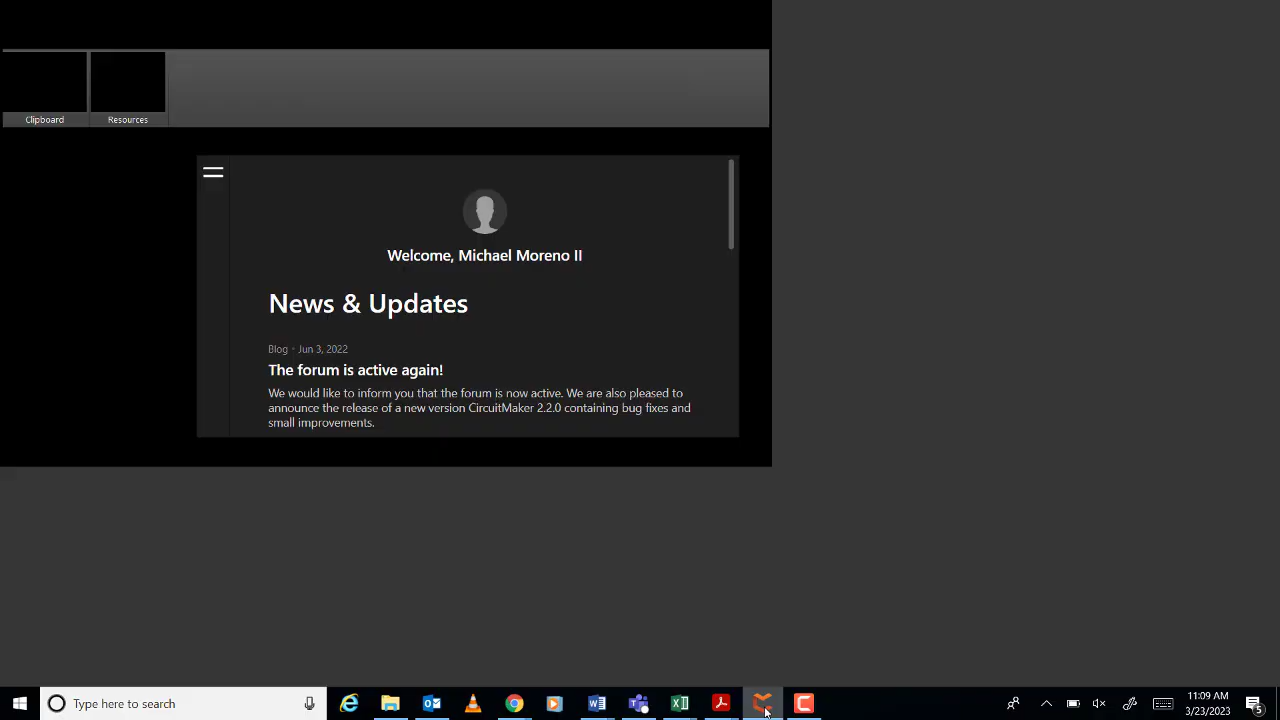 Clipboard Resources
Welcome, Michael Moreno II
News & Updates
Blog • Jun 3, 2022
The forum is active again!
We would like to inform you that the forum is now active. We are also pleased to
announce the release of a new version CircuitMaker 2.2.0 containing bug fixes and
small improvements.
Type here to search
11:09 AM
3/23/2023
5